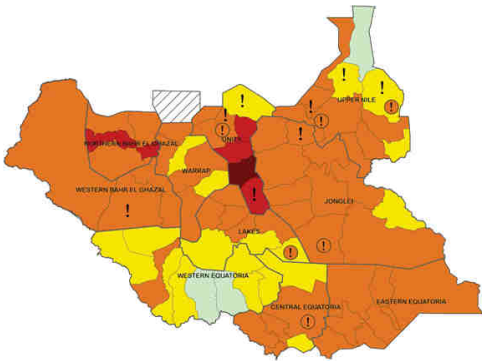 UPPER NILE
UNITY
NORTHERN BAHR EL GHAZAL
WARRAP
WESTERN BAHR EL GHAZAL
JONGLEI
LAKES
WESTERN EQUATORIA
CENTRAL EQUATORIA
EASTERN EQUATORIA